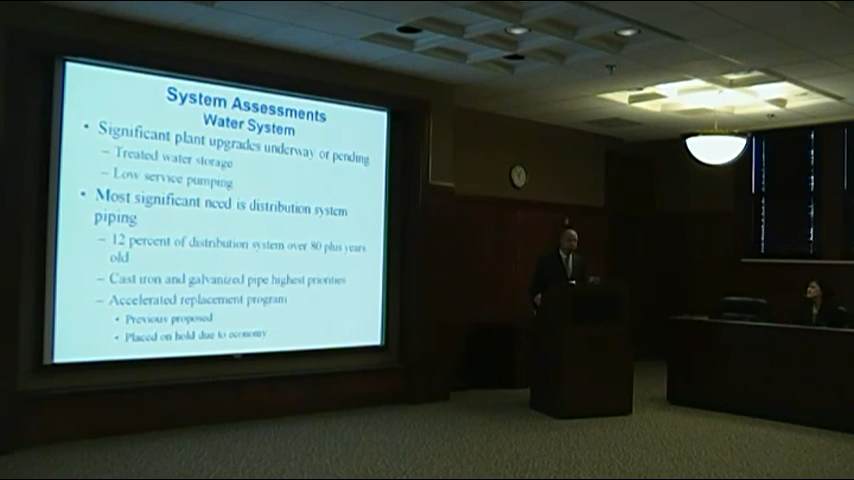 System Assessments
Water System
• Significant plant upgrades underway or pending
– Treated water storage
– Low service pumping
• Most significant need is distribution system
piping
– 12 percent of distribution system over 80 plus years
old
– Cast iron and galvanized pipe highest priorities
– Accelerated replacement program
• Previous proposed
• Placed on hold due to economy